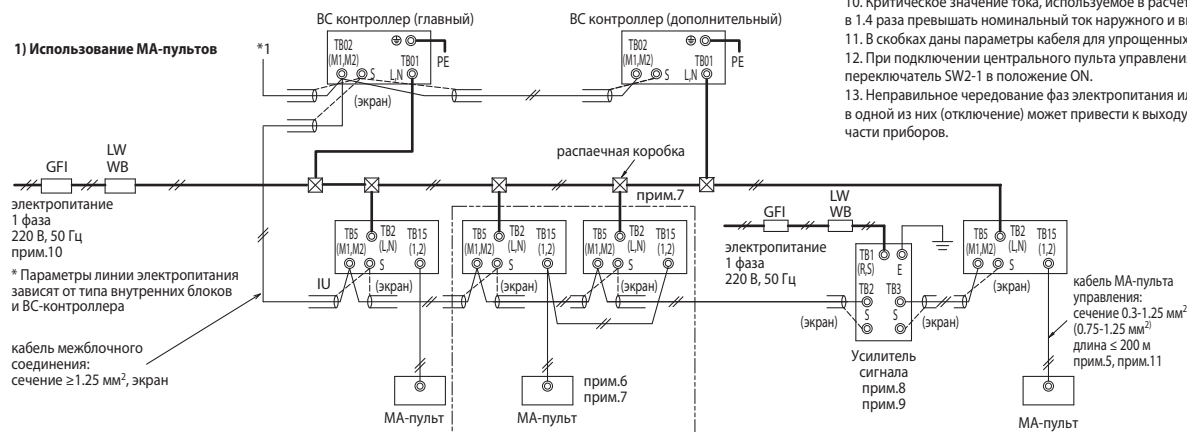 10. Критическое значение тока, используемое в расчет
в 1.4 раза превышать номинальный ток наружного и в
11. В скобках даны параметры кабеля для упрощенных
12. При подключении центрального пульта управлени
переключатель SW2-1 в положение ON.
13. Неправильное чередование фаз электропитания ил
в одной из них (отключение) может привести к выходу
части приборов.
1) Использование MA-пультов
*1
BC контроллер (главный)
TB02
(M1,M2)
S
TB01
L,N
PE
(экран)
BC контроллер (дополнительный)
TB02
(M1,M2)
S
TB01
L,N
PE
распаечная коробка
GFI
LW
WB
электропитание
1 фаза
220 В, 50 Гц
прим.10
* Параметры линии электропитания
зависят от типа внутренних блоков
и BC-контроллера
кабель межблочного
соединения:
сечение ≥1.25 мм², экран
IU
TB5
(M1,M2)
TB2
(L,N)
TB15
(1,2)
S
(экран)
MA-пульт
TB5
(M1,M2)
TB2
(L,N)
TB15
(1,2)
S
(экран)
MA-пульт
прим.6
прим.7
прим.7
TB5
(M1,M2)
TB2
(L,N)
TB15
(1,2)
S
(экран)
GFI
LW
WB
электропитание
1 фаза
220 В, 50 Гц
TB1
(R,S)
E
TB2
TB3
S
S
(экран)
(экран)
Усилитель
сигнала
прим.8
прим.9
TB5
(M1,M2)
TB2
(L,N)
TB15
(1,2)
S
(экран)
кабель MA-пульта
управления:
сечение 0.3-1.25 мм²
(0.75-1.25 мм²)
длина ≤ 200 м
прим.5, прим.11
MA-пульт